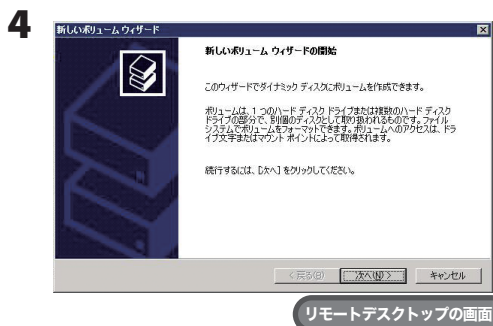 4
新しいボリューム ウィザード
新しいボリューム ウィザードの開始
このウィザードでダイナミック ディスクにボリュームを作成できます。
ボリュームは、1 つのハード ディスク ドライブまたは複数のハード ディスク
ドライブの部分で、別個のディスクとして取り扱われるものです。ファイル
システムでボリュームをフォーマットできます。ボリュームへのアクセスは、ドラ
イブ文字またはマウント ポイントによって取得されます。
続行するには、[次へ] をクリックしてください。
< 戻る(B) 次へ(N) > キャンセル
リモートデスクトップの画面